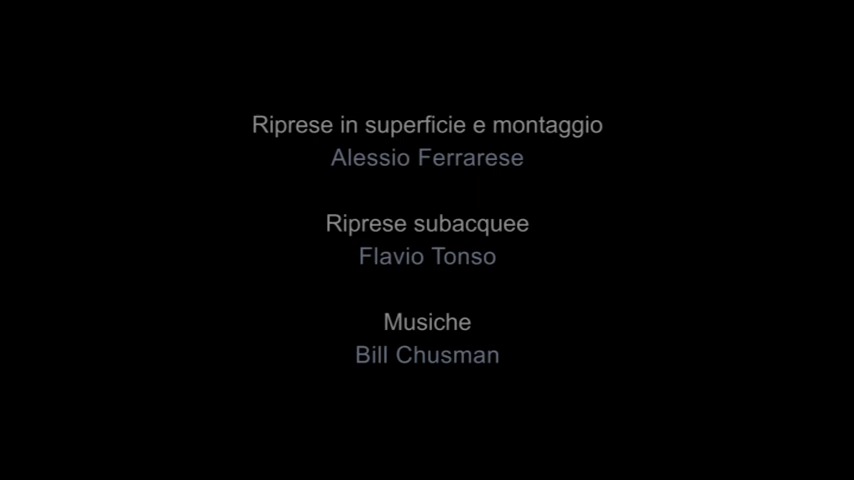 Riprese in superficie e montaggio
Alessio Ferrarese
Riprese subacquee
Flavio Tonso
Musiche
Bill Chusman